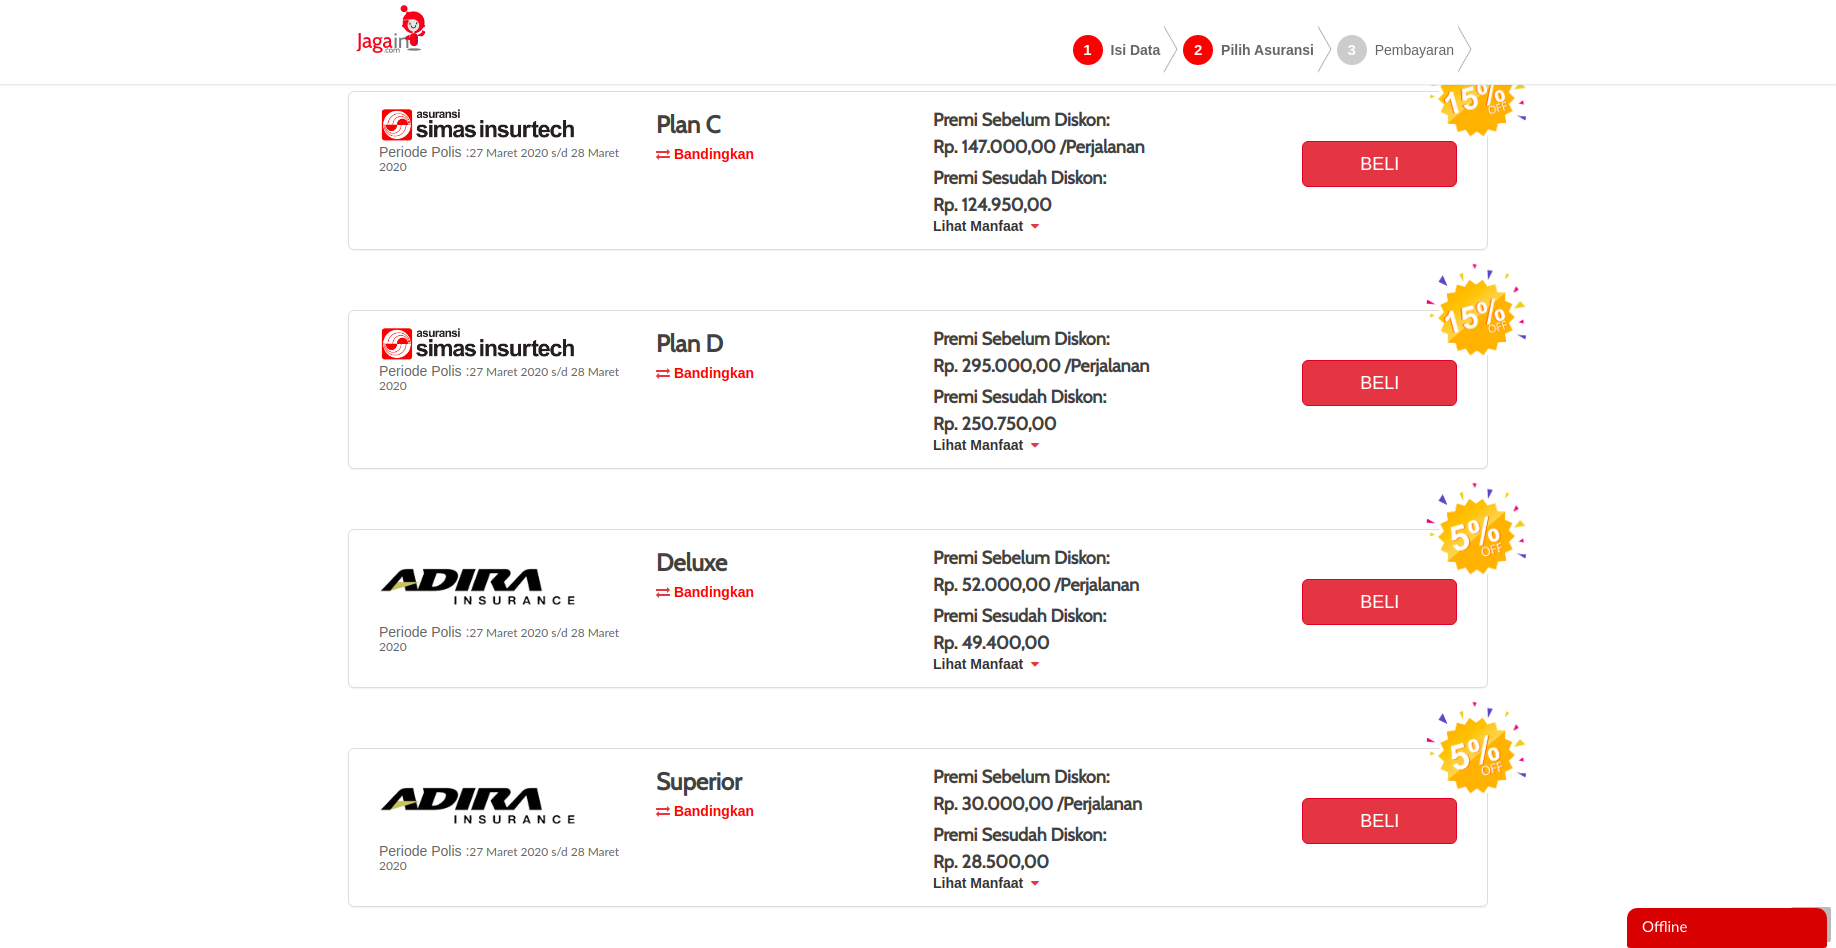 Jagain
.com
1 Isi Data
2 Pilih Asuransi
3 Pembayaran
15%
OFF
asuransi
simas insurtech
Periode Polis :27 Maret 2020 s/d 28 Maret
2020
Plan C
Bandingkan
Premi Sebelum Diskon:
Rp. 147.000,00 /Perjalanan
Premi Sesudah Diskon:
Rp. 124.950,00
Lihat Manfaat
BELI
15%
OFF
asuransi
simas insurtech
Periode Polis :27 Maret 2020 s/d 28 Maret
2020
Plan D
Bandingkan
Premi Sebelum Diskon:
Rp. 295.000,00 /Perjalanan
Premi Sesudah Diskon:
Rp. 250.750,00
Lihat Manfaat
BELI
5%
OFF
ADIRA
INSURANCE
Periode Polis :27 Maret 2020 s/d 28 Maret
2020
Deluxe
Bandingkan
Premi Sebelum Diskon:
Rp. 52.000,00 /Perjalanan
Premi Sesudah Diskon:
Rp. 49.400,00
Lihat Manfaat
BELI
5%
OFF
ADIRA
INSURANCE
Periode Polis :27 Maret 2020 s/d 28 Maret
2020
Superior
Bandingkan
Premi Sebelum Diskon:
Rp. 30.000,00 /Perjalanan
Premi Sesudah Diskon:
Rp. 28.500,00
Lihat Manfaat
BELI
Offline